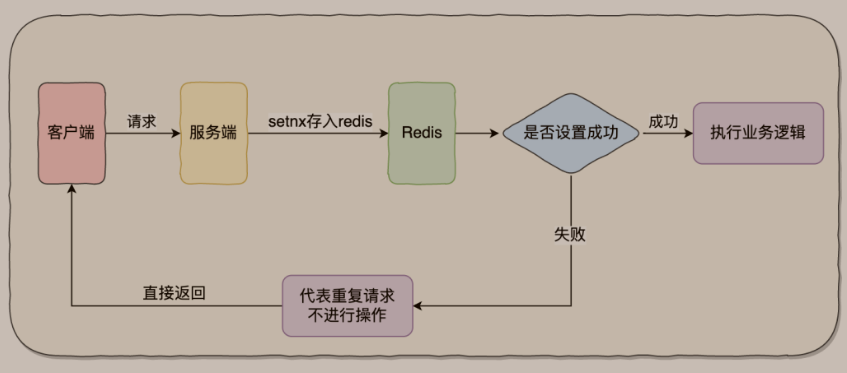 客户端
请求
服务端
setnx存入redis
Redis
是否设置成功
成功
执行业务逻辑
失败
代表重复请求
不进行操作
直接返回